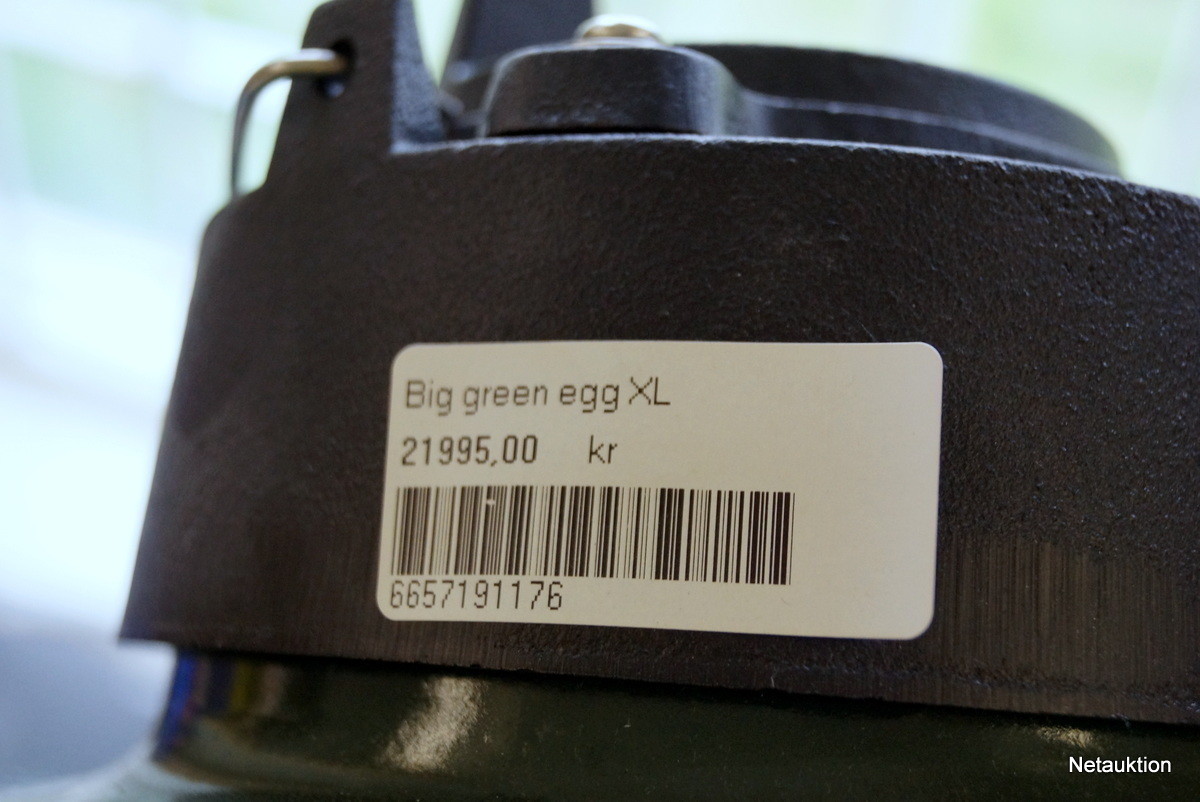 Big green egg XL
21995,00 kr
6657191176
Netauktion